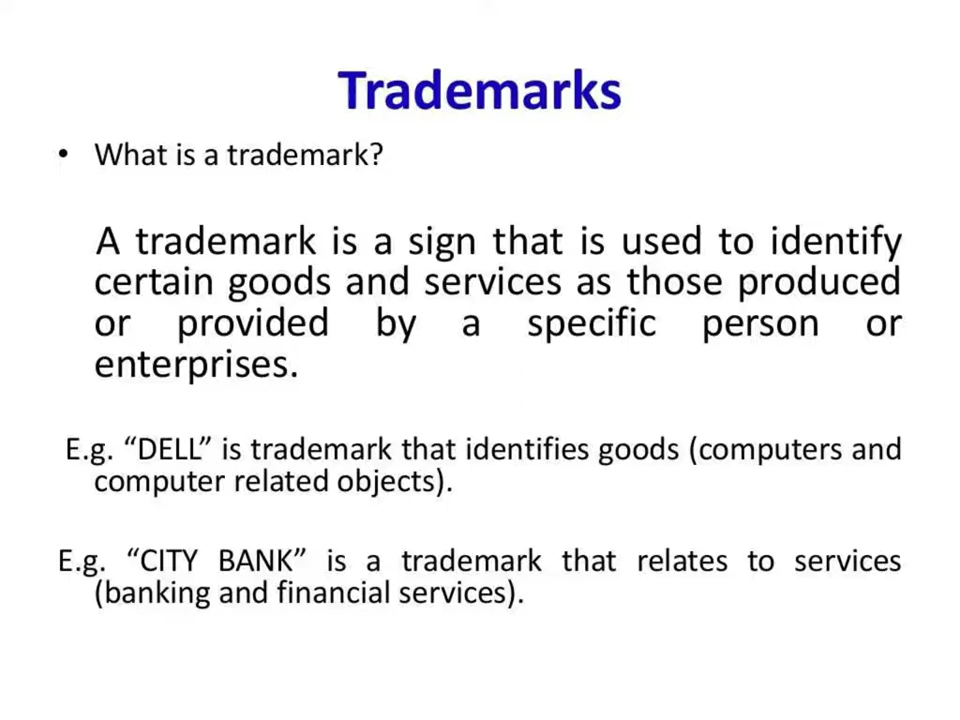 Trademarks
• What is a trademark?
A trademark is a sign that is used to identify
certain goods and services as those produced
or provided by a specific person or
enterprises.
E.g. “DELL” is trademark that identifies goods (computers and
computer related objects).
E.g. “CITY BANK” is a trademark that relates to services
(banking and financial services).